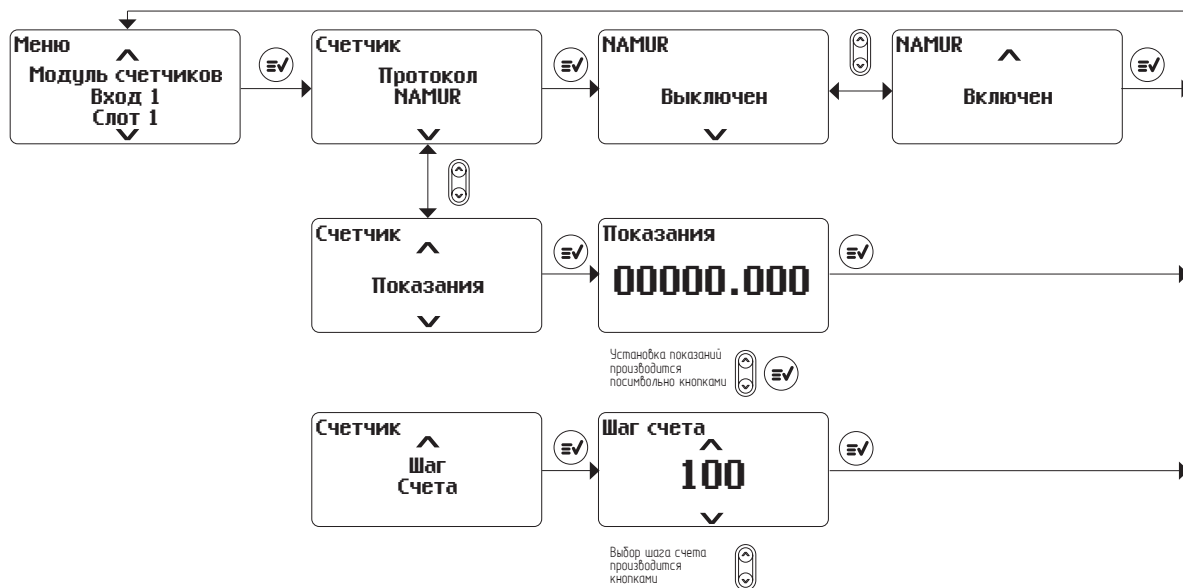 Меню
Модуль счетчиков
Вход 1
Слот 1
Счетчик
Протокол
NAMUR
NAMUR
Выключен
NAMUR
Включен
Счетчик
Показания
Показания
00000.000
Установка показаний
производится
посимвольно кнопками
Счетчик
Шаг
Счета
Шаг счета
100
Выбор шага счета
производится
кнопками